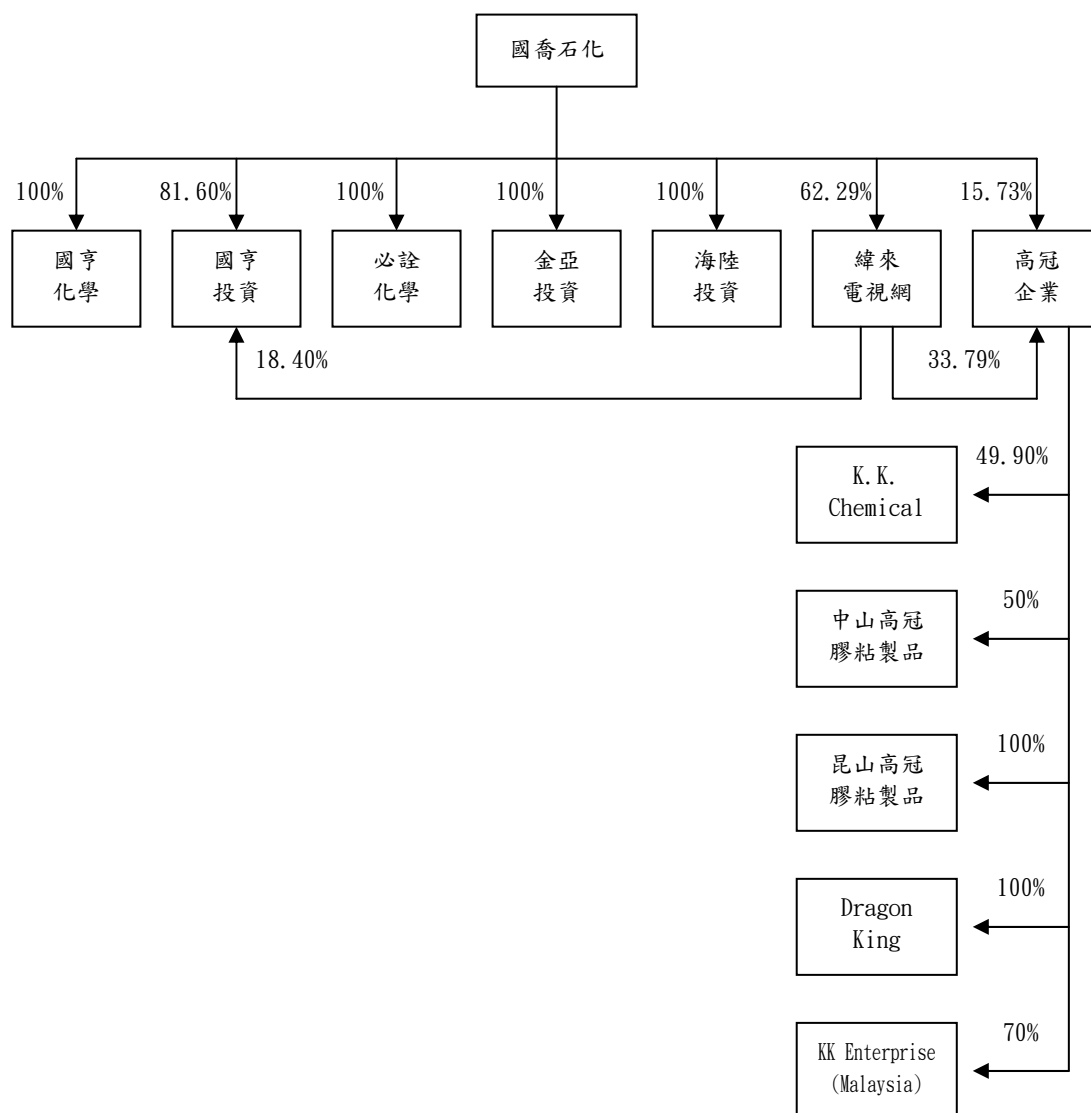 國喬石化
100%
81.60%
100%
100%
100%
62.29%
15.73%
國亨
化學
國亨
投資
必詮
化學
金亞
投資
海陸
投資
緯來
電視網
高冠
企業
18.40%
33.79%
49.90%
K.K.
Chemical
50%
中山高冠
膠粘製品
100%
昆山高冠
膠粘製品
100%
Dragon
King
70%
KK Enterprise
(Malaysia)